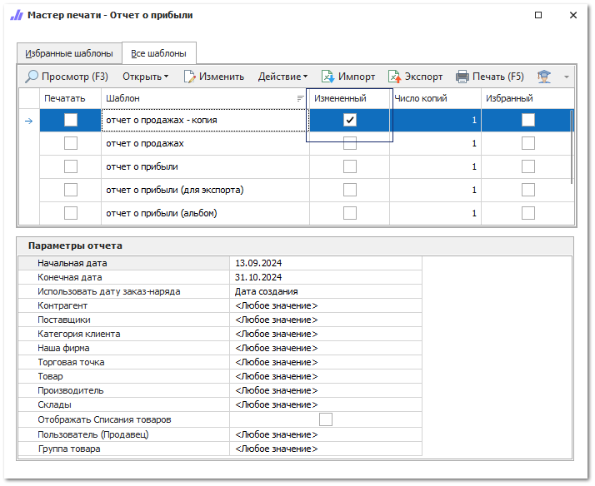 Мастер печати - Отчет о прибыли
Избранные шаблоны Все шаблоны
Просмотр (F3) Открыть Изменить Действие Импорт Экспорт Печать (F5)
Печатать Шаблон Измененный Число копий Избранный
отчет о продажах - копия 1
отчет о продажах 1
отчет о прибыли 1
отчет о прибыли (для экспорта) 1
отчет о прибыли (альбом) 1
Параметры отчета
Начальная дата 13.09.2024
Конечная дата 31.10.2024
Использовать дату заказ-наряда Дата создания
Контрагент <Любое значение>
Поставщики <Любое значение>
Категория клиента <Любое значение>
Наша фирма <Любое значение>
Торговая точка <Любое значение>
Товар <Любое значение>
Производитель <Любое значение>
Склады <Любое значение>
Отображать Списания товаров
Пользователь (Продавец) <Любое значение>
Группа товара <Любое значение>